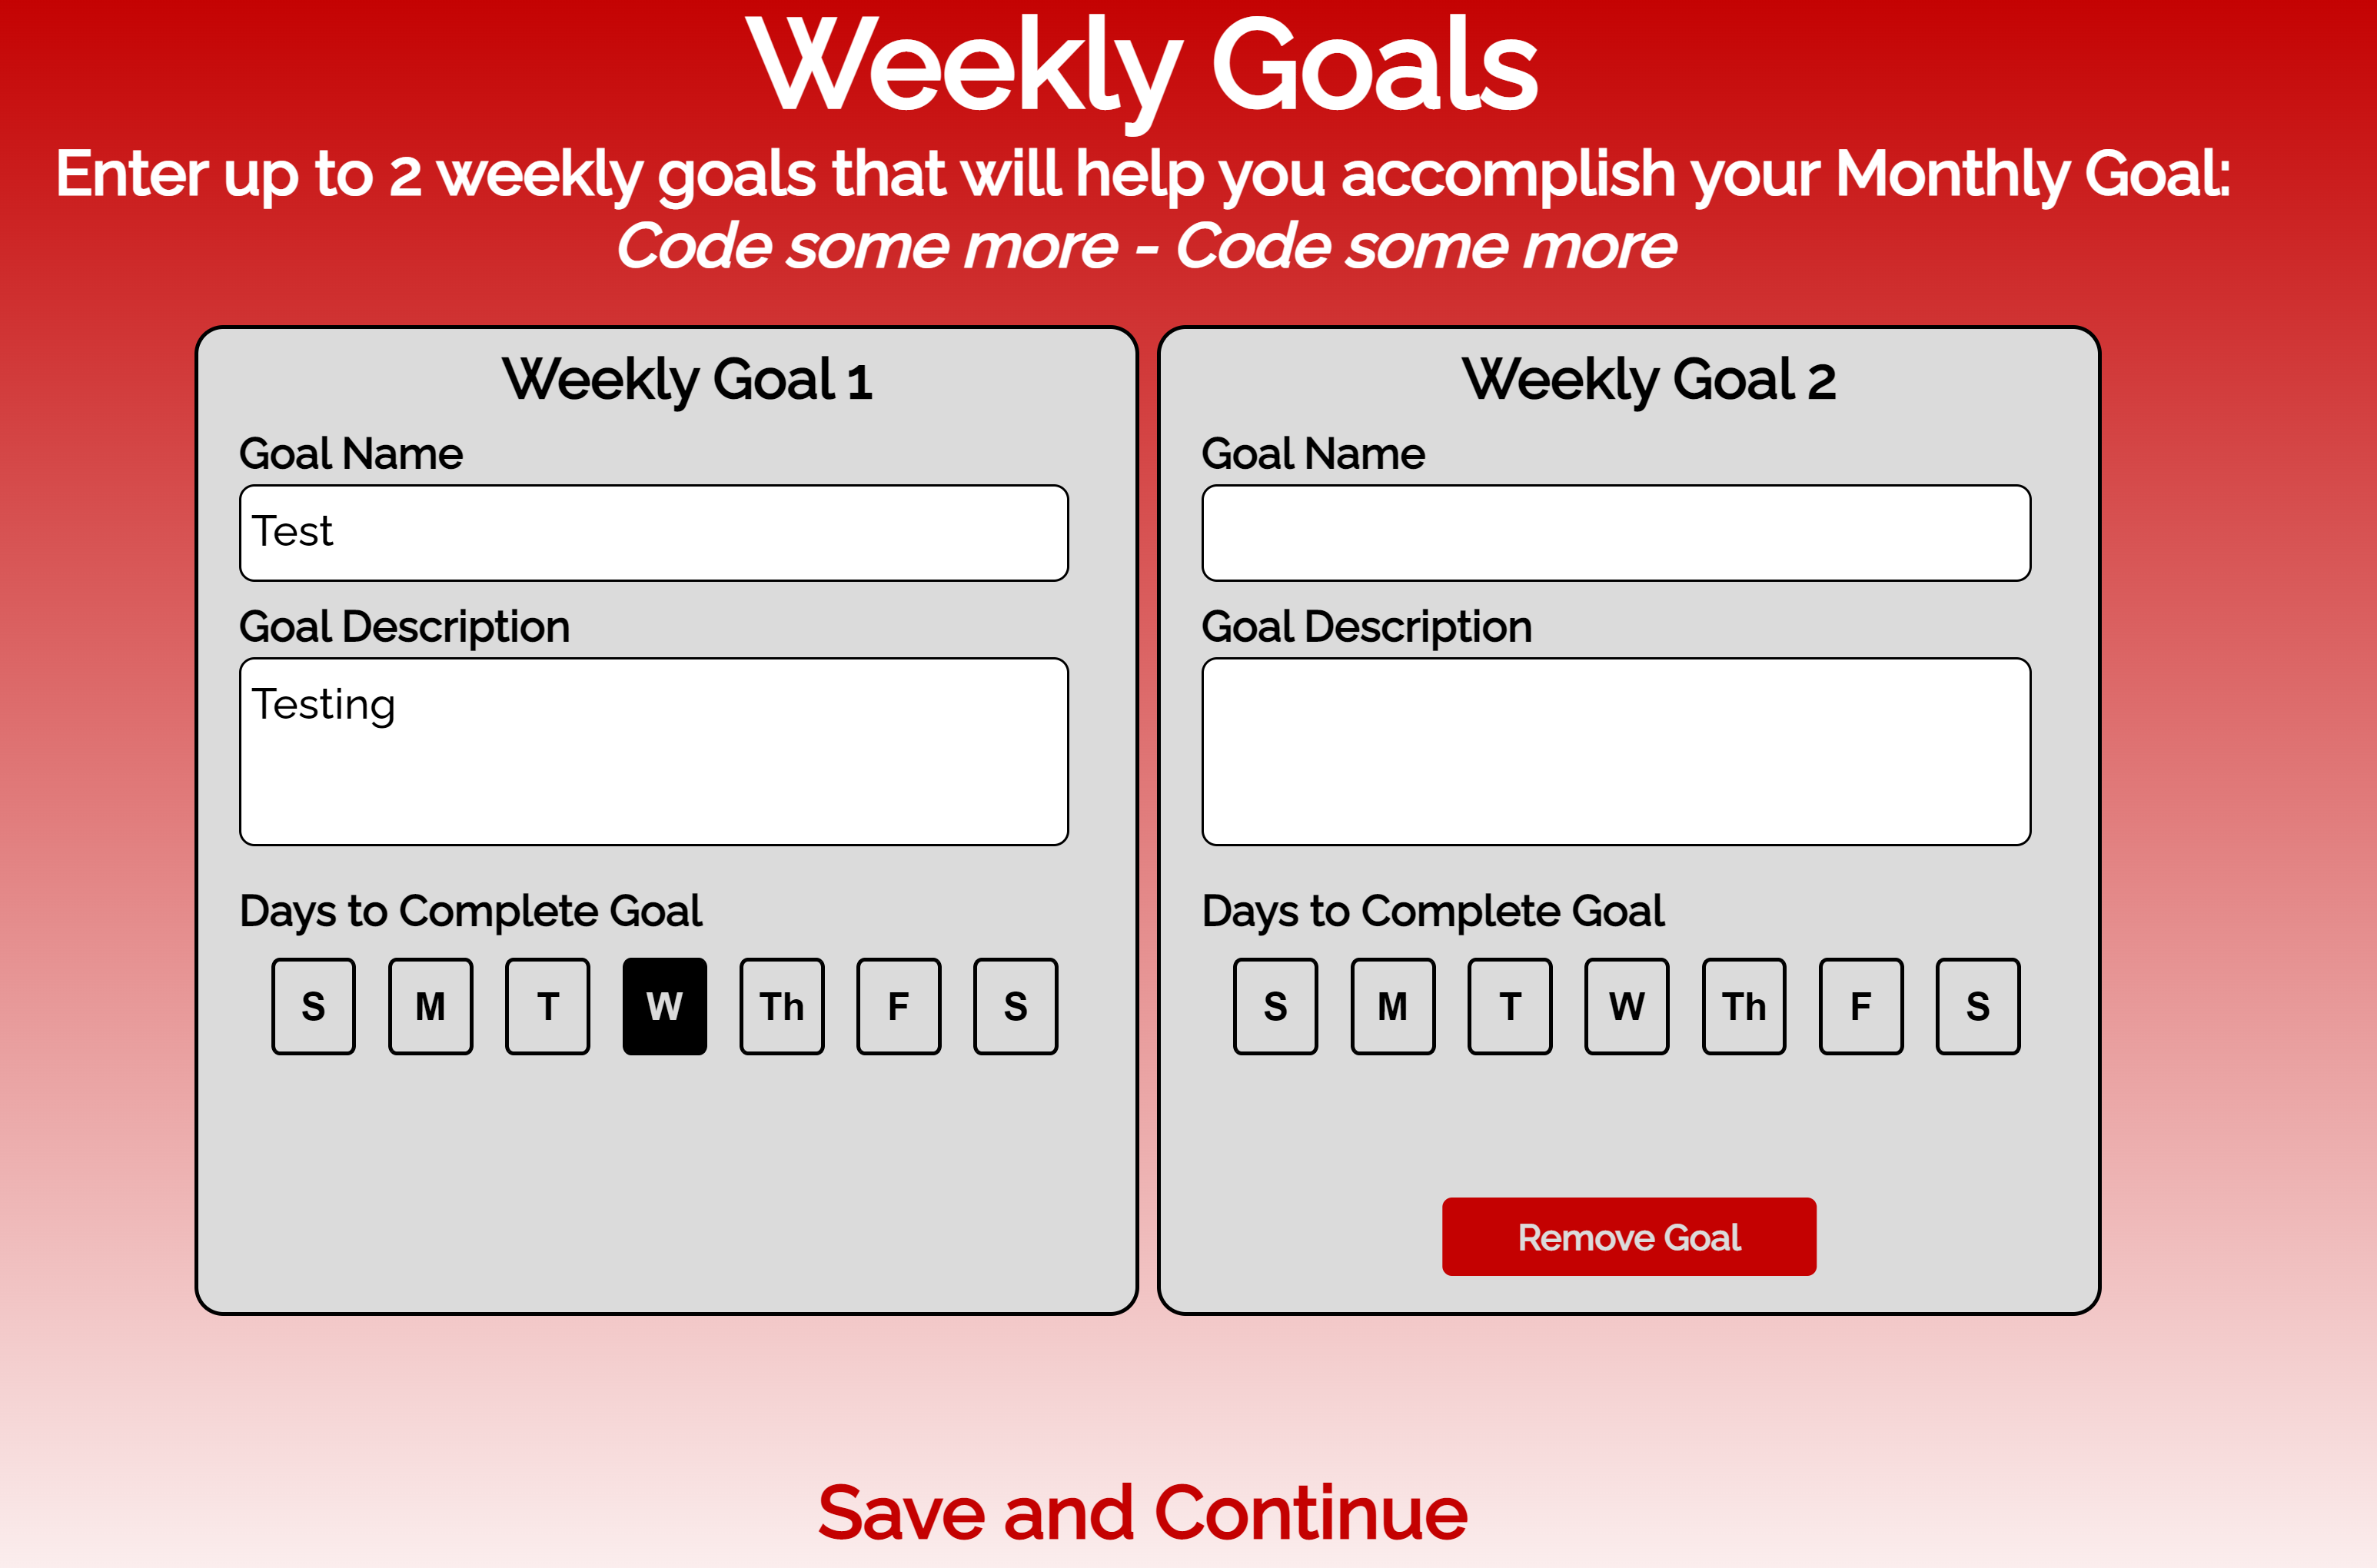 Weekly Goals
Enter up to 2 weekly goals that will help you accomplish your Monthly Goal:
Code some more - Code some more
Weekly Goal 1
Goal Name
Test
Goal Description
Testing
Days to Complete Goal
S M T W Th F S
Weekly Goal 2
Goal Name
Goal Description
Days to Complete Goal
S M T W Th F S
Remove Goal
Save and Continue